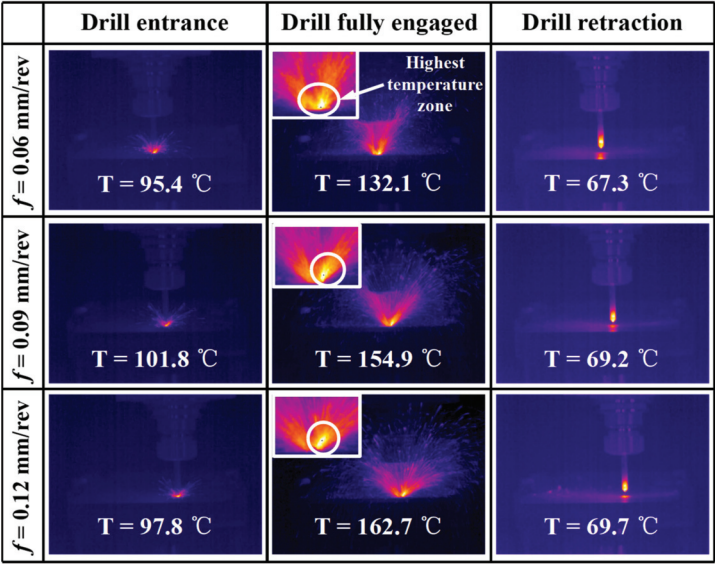 Drill entrance
Drill fully engaged
Drill retraction
f = 0.06 mm/rev
T = 95.4 ℃
Highest
temperature
zone
T = 132.1 ℃
T = 67.3 ℃
f = 0.09 mm/rev
T = 101.8 ℃
T = 154.9 ℃
T = 69.2 ℃
f = 0.12 mm/rev
T = 97.8 ℃
T = 162.7 ℃
T = 69.7 ℃